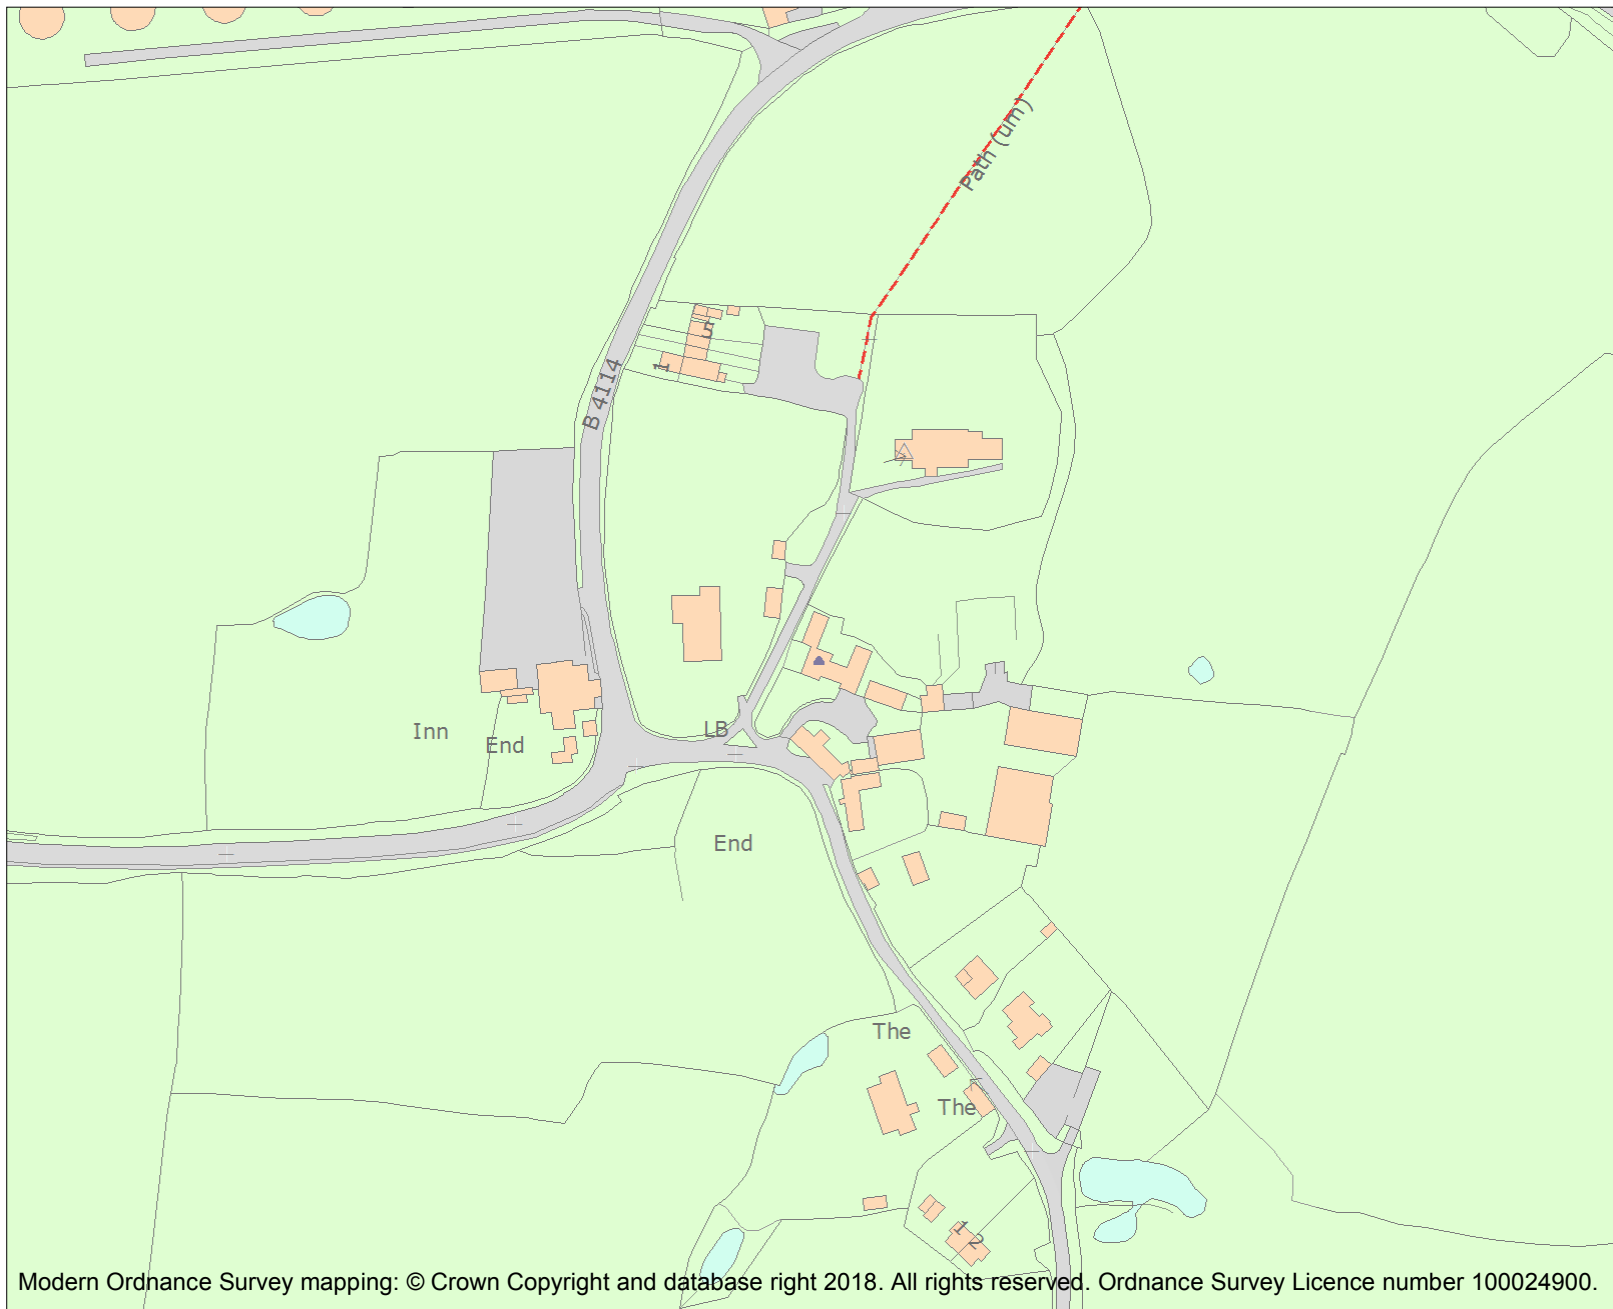 Path (um)
5
1
B 4114
LB
Inn
End
End
The
The
1
2
Modern Ordnance Survey mapping: © Crown Copyright and database right 2018. All rights reserved. Ordnance Survey Licence number 100024900.